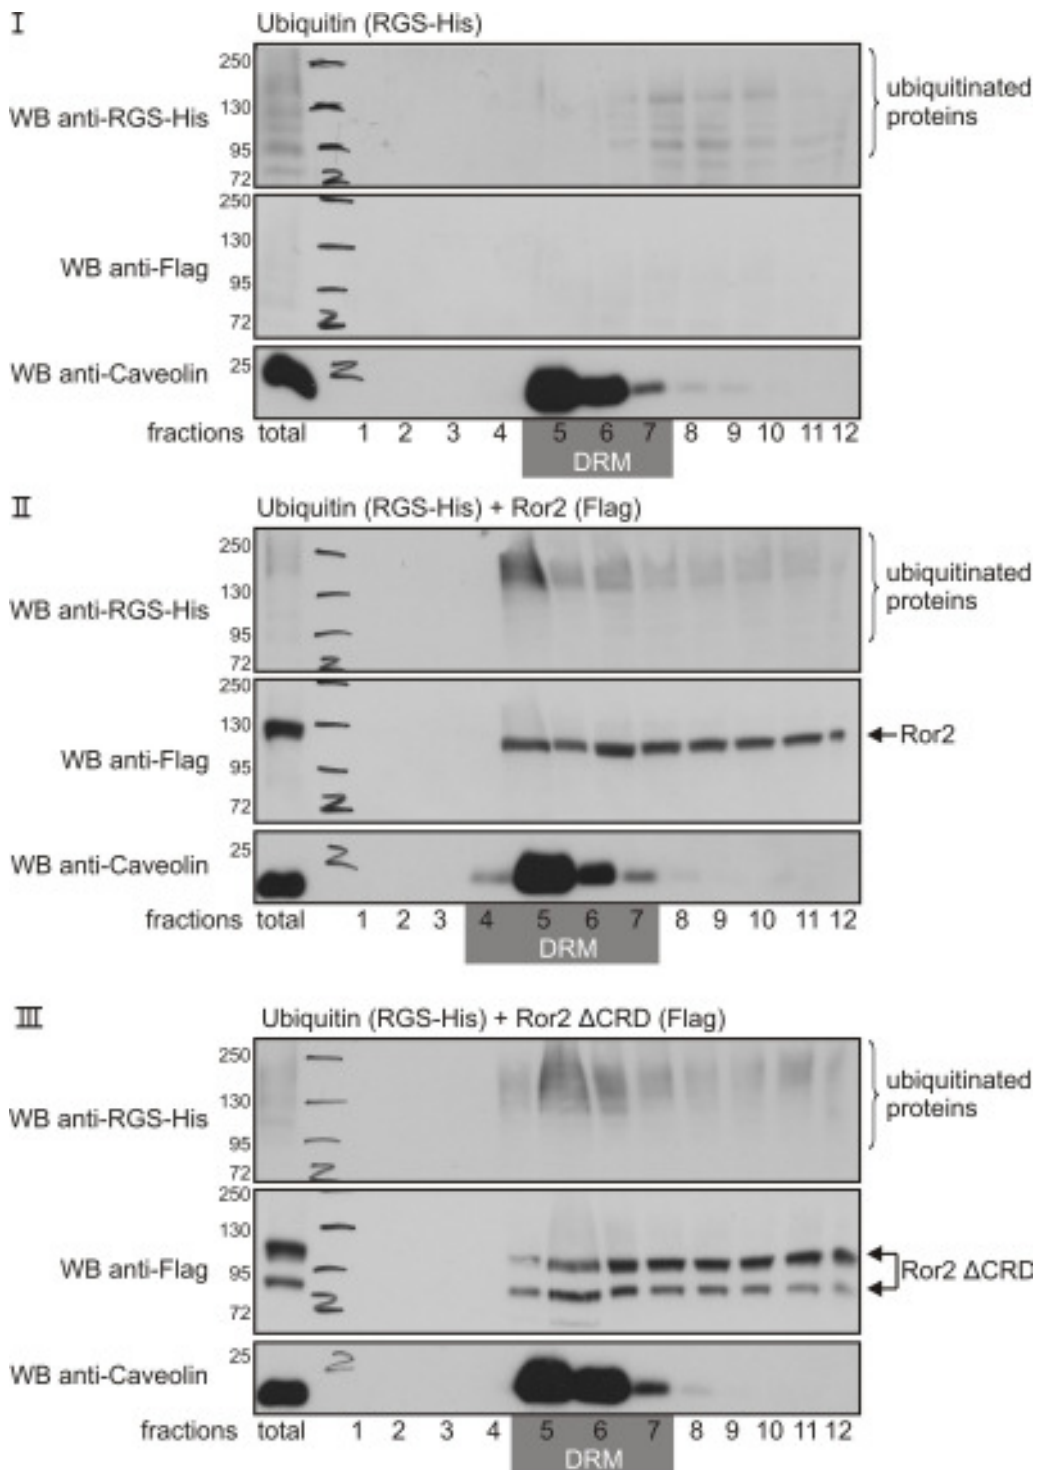 I
Ubiquitin (RGS-His)
250
130
95
72
WB anti-RGS-His
ubiquitinated
proteins
250
130
95
72
WB anti-Flag
25
WB anti-Caveolin
fractions total 1 2 3 4 5 6 7 8 9 10 11 12
DRM
II
Ubiquitin (RGS-His) + Ror2 (Flag)
250
130
95
72
WB anti-RGS-His
ubiquitinated
proteins
250
130
95
72
WB anti-Flag
Ror2
25
WB anti-Caveolin
fractions total 1 2 3 4 5 6 7 8 9 10 11 12
DRM
III
Ubiquitin (RGS-His) + Ror2 ΔCRD (Flag)
250
130
95
72
WB anti-RGS-His
ubiquitinated
proteins
250
130
95
72
WB anti-Flag
Ror2 ΔCRD
25
WB anti-Caveolin
fractions total 1 2 3 4 5 6 7 8 9 10 11 12
DRM